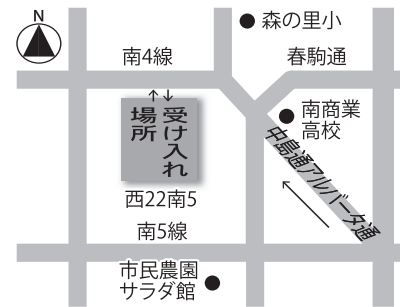 N
森の里小
南4線
春駒通
↑↓
受け入れ
場所
南商業
高校
中島通アルバータ通
西22南5
南5線
市民農園
サラダ館